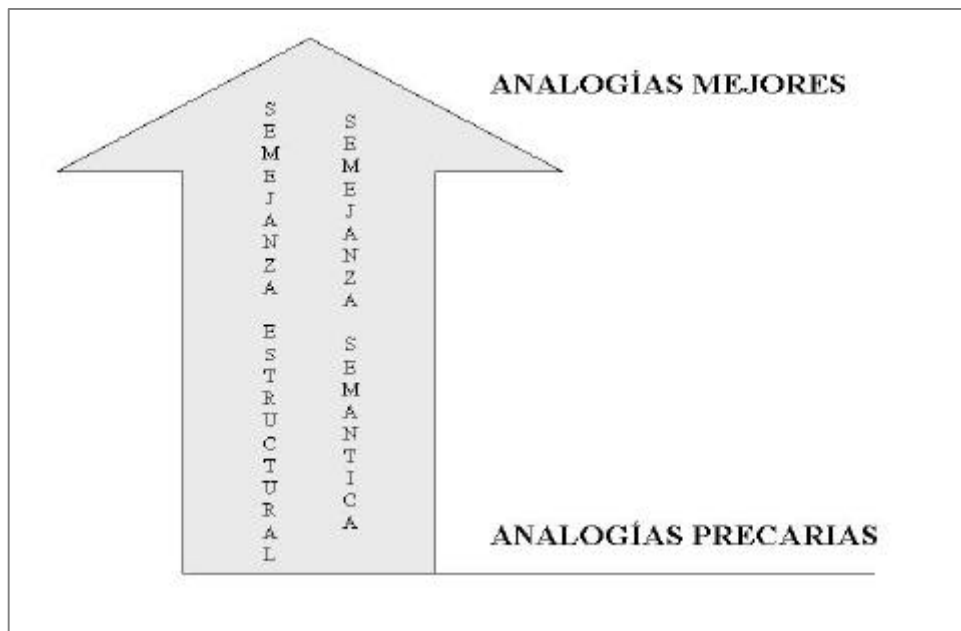 ANALOGÍAS MEJORES
SEMEJANZA ESTRUCTURAL
SEMEJANZA SEMANTICA
ANALOGÍAS PRECARIAS